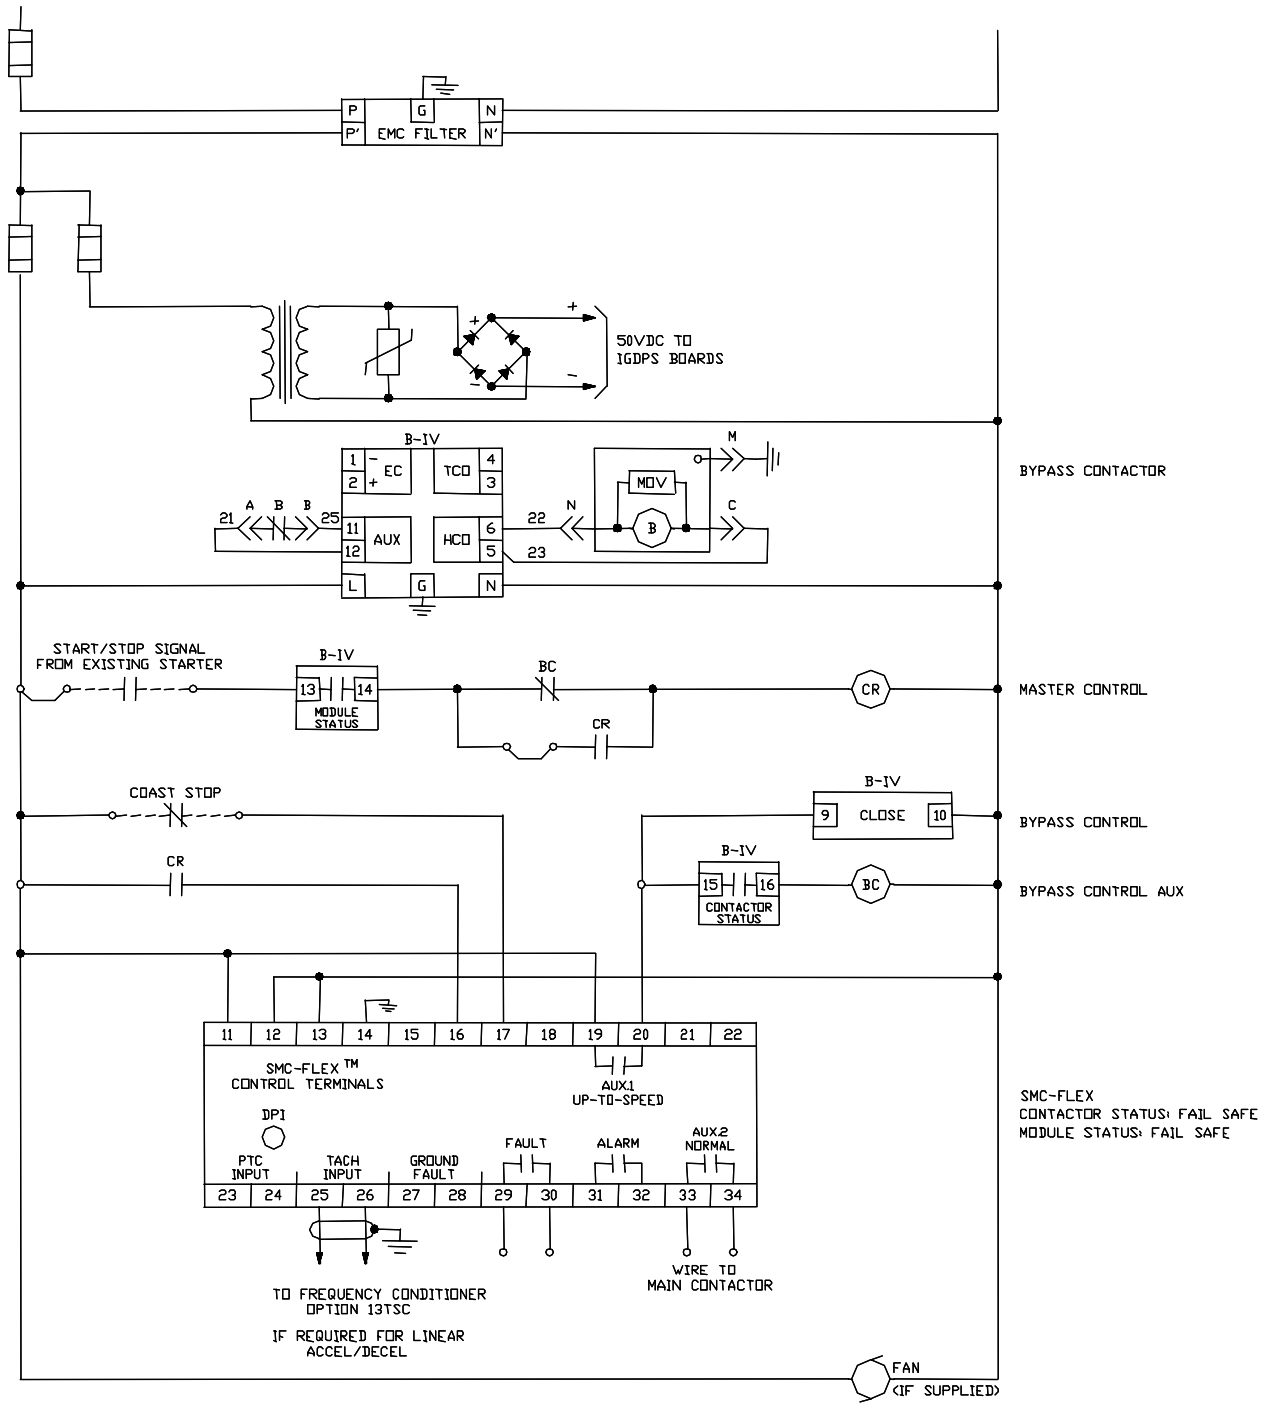 P G N
P' EMC FILTER N'
+ +
50VDC TO
IGDPS BOARDS
- -
B-IV
M
1 - EC TCO 4
2 + 3
MOV
BYPASS CONTACTOR
A B B N C
21 25 11 AUX HCO 6 22 B
12 5 23
L G N
START/STOP SIGNAL
FROM EXISTING STARTER
B-IV
BC
13 14
CR
MASTER CONTROL
MODULE
STATUS
CR
COAST STOP
B-IV
9 CLOSE 10
BYPASS CONTROL
CR
B-IV
15 16
BC
BYPASS CONTROL AUX
CONTACTOR
STATUS
11 12 13 14 15 16 17 18 19 20 21 22
SMC-FLEX™
CONTROL TERMINALS
AUX.1
UP-TO-SPEED
SMC-FLEX
CONTACTOR STATUS: FAIL SAFE
MODULE STATUS: FAIL SAFE
DPI
FAULT
ALARM
AUX.2
NORMAL
PTC
INPUT
TACH
INPUT
GROUND
FAULT
23 24 25 26 27 28 29 30 31 32 33 34
WIRE TO
MAIN CONTACTOR
TO FREQUENCY CONDITIONER
OPTION 13TSC
IF REQUIRED FOR LINEAR
ACCEL/DECEL
FAN
(IF SUPPLIED)